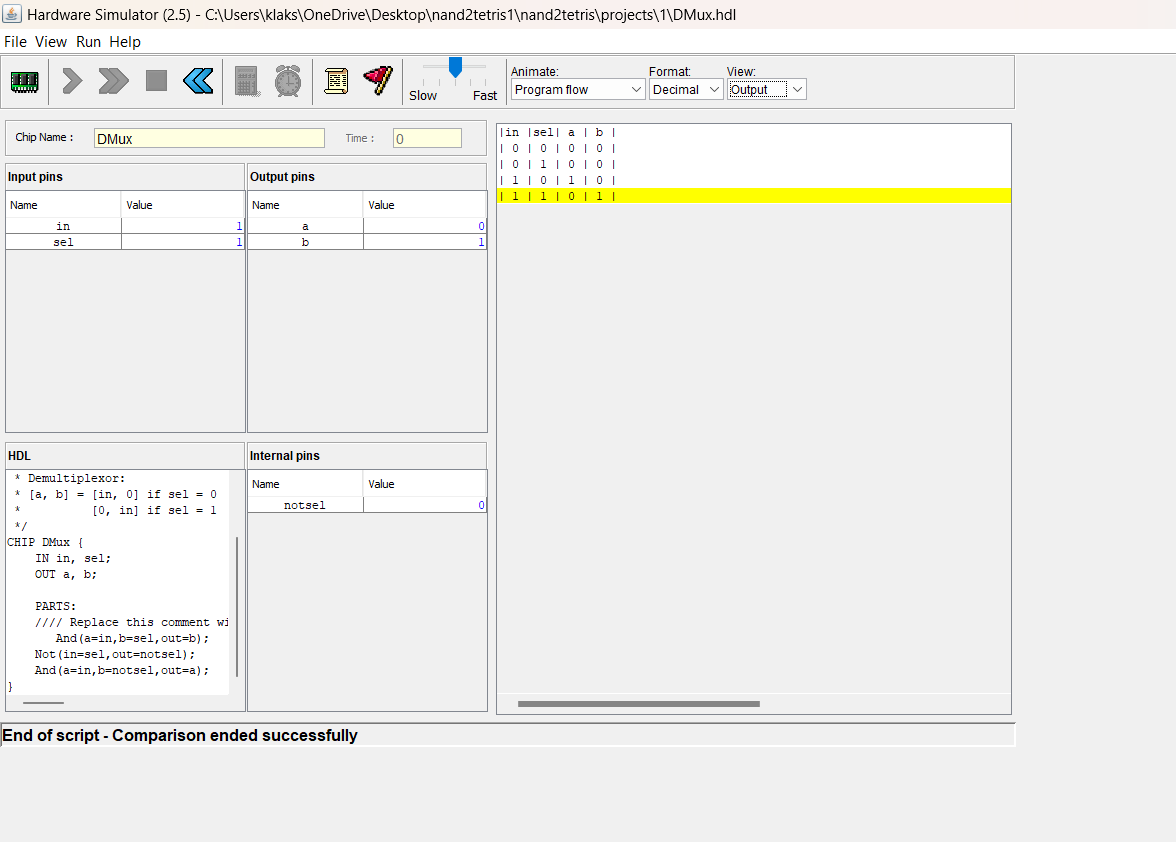 Hardware Simulator (2.5) - C:\Users\klaks\OneDrive\Desktop\nand2tetris1\nand2tetris\projects\1\DMux.hdl
File View Run Help
Slow Fast
Animate:
Program flow
Format:
Decimal
View:
Output
Chip Name : DMux Time : 0
Input pins
Name Value
in 1
sel 1
Output pins
Name Value
a 0
b 1
|in |sel| a | b |
| 0 | 0 | 0 | 0 |
| 0 | 1 | 0 | 0 |
| 1 | 0 | 1 | 0 |
| 1 | 1 | 0 | 1 |
HDL
* Demultiplexor:
* [a, b] = [in, 0] if sel = 0
* [0, in] if sel = 1
*/
CHIP DMux {
IN in, sel;
OUT a, b;
PARTS:
//// Replace this comment wi
And(a=in,b=sel,out=b);
Not(in=sel,out=notsel);
And(a=in,b=notsel,out=a);
}
Internal pins
Name Value
notsel 0
End of script - Comparison ended successfully